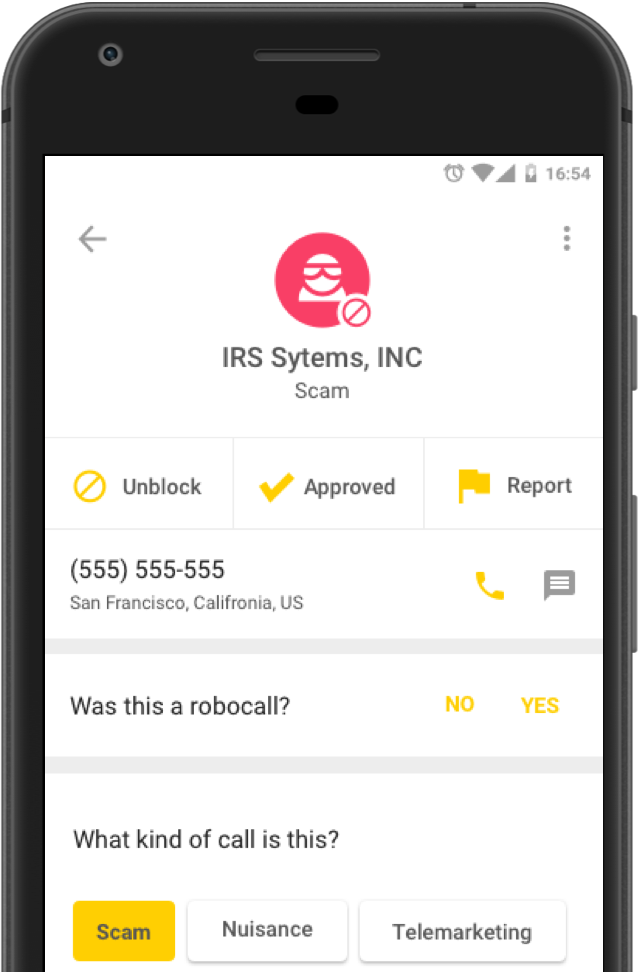 16:54
IRS Sytems, INC
Scam
Unblock Approved Report
(555) 555-555
San Francisco, Califronia, US
Was this a robocall? NO YES
What kind of call is this?
Scam Nuisance Telemarketing